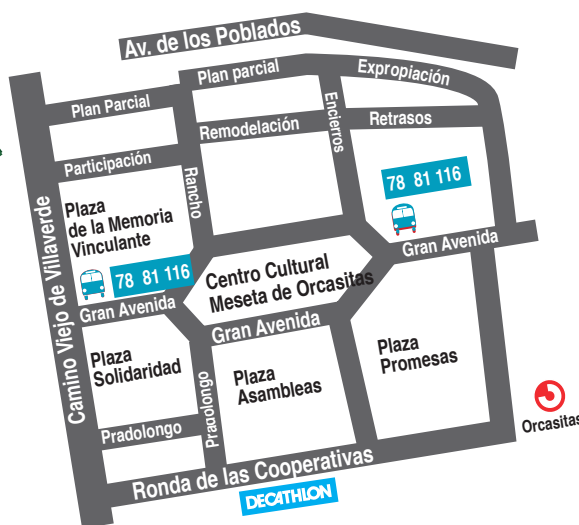 Av. de los Poblados
Plan parcial
Expropiación
Plan Parcial
Encierros
Remodelación
Retrasos
Participación
Rancho
78 81 116
Camino Viejo de Villaverde
Plaza
de la Memoria
Vinculante
78 81 116
Gran Avenida
Centro Cultural
Meseta de Orcasitas
Gran Avenida
Gran Avenida
Plaza
Solidaridad
Plaza
Asambleas
Plaza
Promesas
Pradolongo
Pradolongo
Orcasitas
Ronda de las Cooperativas
DECATHLON